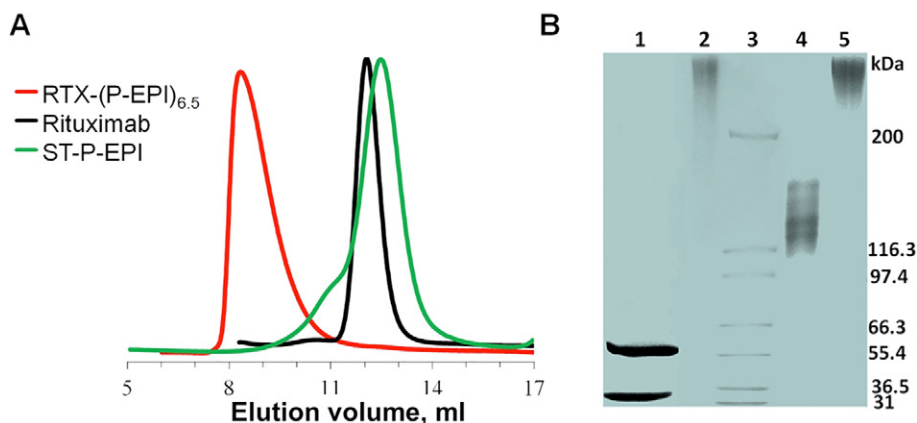 A
RTX-(P-EPI)6.5
Rituximab
ST-P-EPI
5 8 11 14 17
Elution volume, ml
B
1 2 3 4 5
kDa
200
116.3
97.4
66.3
55.4
36.5
31